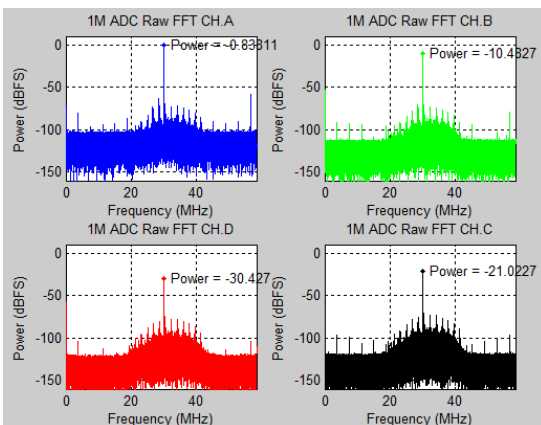 1M ADC Raw FFT CH.A
Power (dBFS)
0
-50
-100
-150
Power = -0.83811
0
20
40
Frequency (MHz)
1M ADC Raw FFT CH.B
Power (dBFS)
0
-50
-100
-150
Power = -10.4827
0
20
40
Frequency (MHz)
1M ADC Raw FFT CH.D
Power (dBFS)
0
-50
-100
-150
Power = -30.427
0
20
40
Frequency (MHz)
1M ADC Raw FFT CH.C
Power (dBFS)
0
-50
-100
-150
Power = -21.0227
0
20
40
Frequency (MHz)